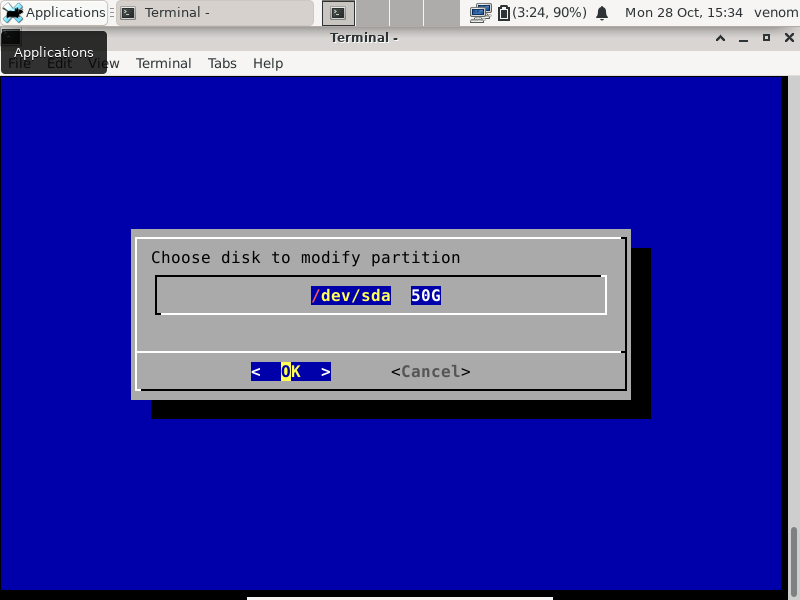 Applications
Terminal -
(3:24, 90%)
Mon 28 Oct, 15:34
venom
Terminal -
Applications
File Edit View Terminal Tabs Help
Choose disk to modify partition
/dev/sda 50G
< OK > <Cancel>